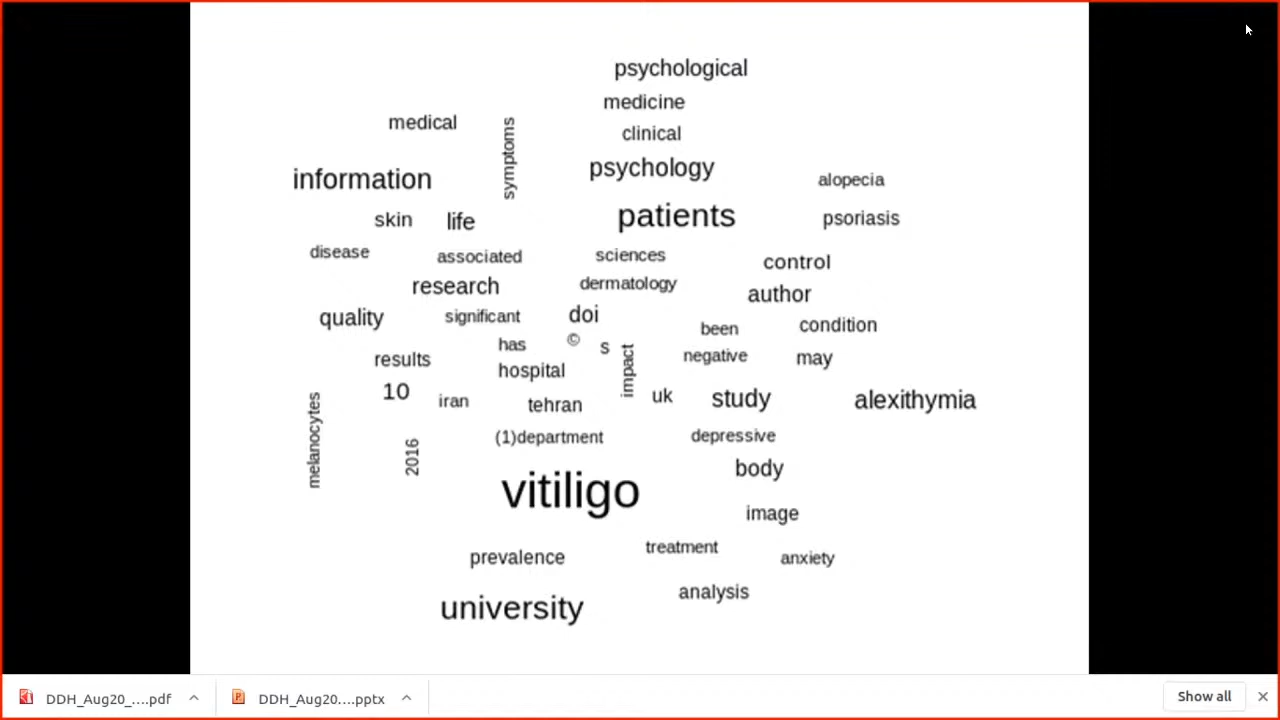 psychological
medicine
medical
symptoms
clinical
psychology
information
alopecia
patients
skin
life
psoriasis
disease
associated
sciences
control
research
dermatology
author
quality
significant
doi
been
condition
has
©
s
impact
negative
may
results
hospital
10
iran
tehran
uk
study
alexithymia
melanocytes
2016
(1)department
depressive
body
vitiligo
image
prevalence
treatment
anxiety
university
analysis
DDH_Aug20_....pdf
DDH_Aug20....pptx
Show all